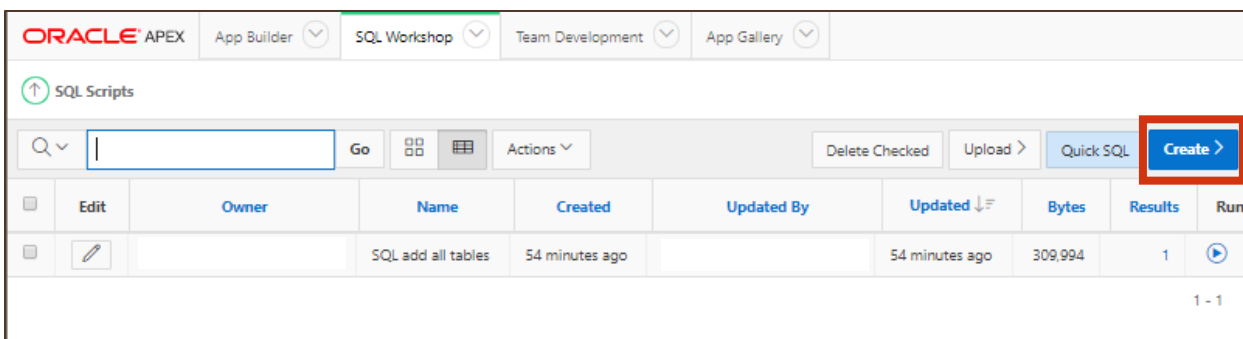 ORACLE APEX App Builder SQL Workshop Team Development App Gallery
SQL Scripts
Go Actions Delete Checked Upload > Quick SQL Create >
Edit Owner Name Created Updated By Updated Bytes Results Run
SQL add all tables 54 minutes ago 54 minutes ago 309,994 1
1 - 1